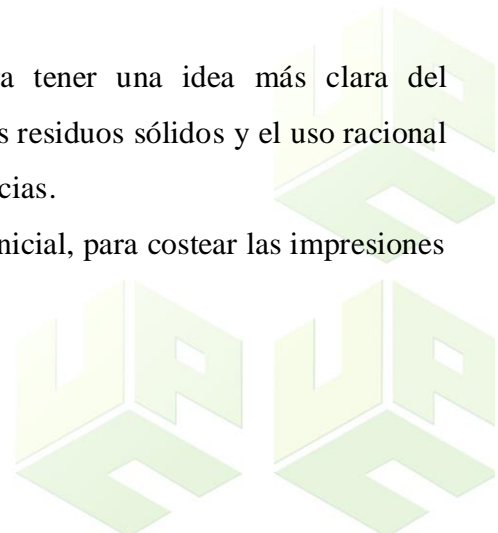 a tener una idea más clara del
s residuos sólidos y el uso racional
cias.
nicial, para costear las impresiones